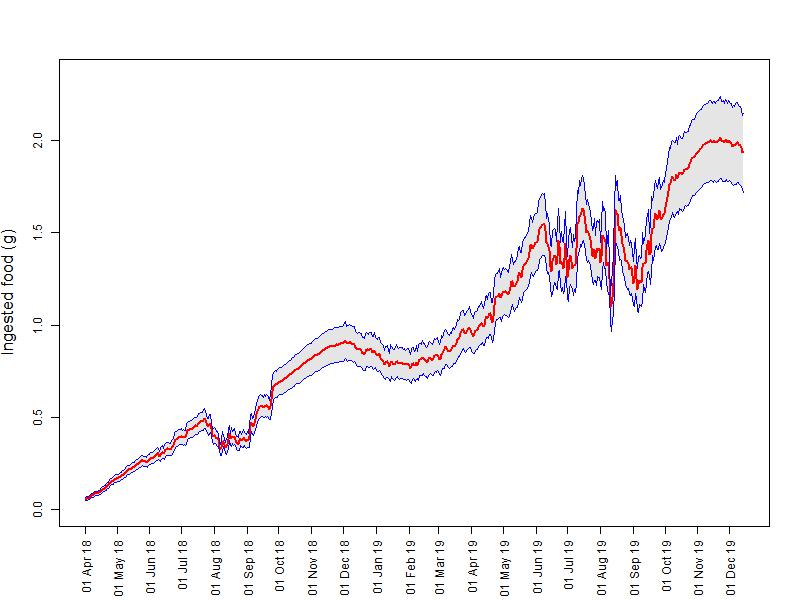 Ingested food (g)
2.0
1.5
1.0
0.5
0.0
01 Apr 18
01 May 18
01 Jun 18
01 Jul 18
01 Aug 18
01 Sep 18
01 Oct 18
01 Nov 18
01 Dec 18
01 Jan 19
01 Feb 19
01 Mar 19
01 Apr 19
01 May 19
01 Jun 19
01 Jul 19
01 Aug 19
01 Sep 19
01 Oct 19
01 Nov 19
01 Dec 19